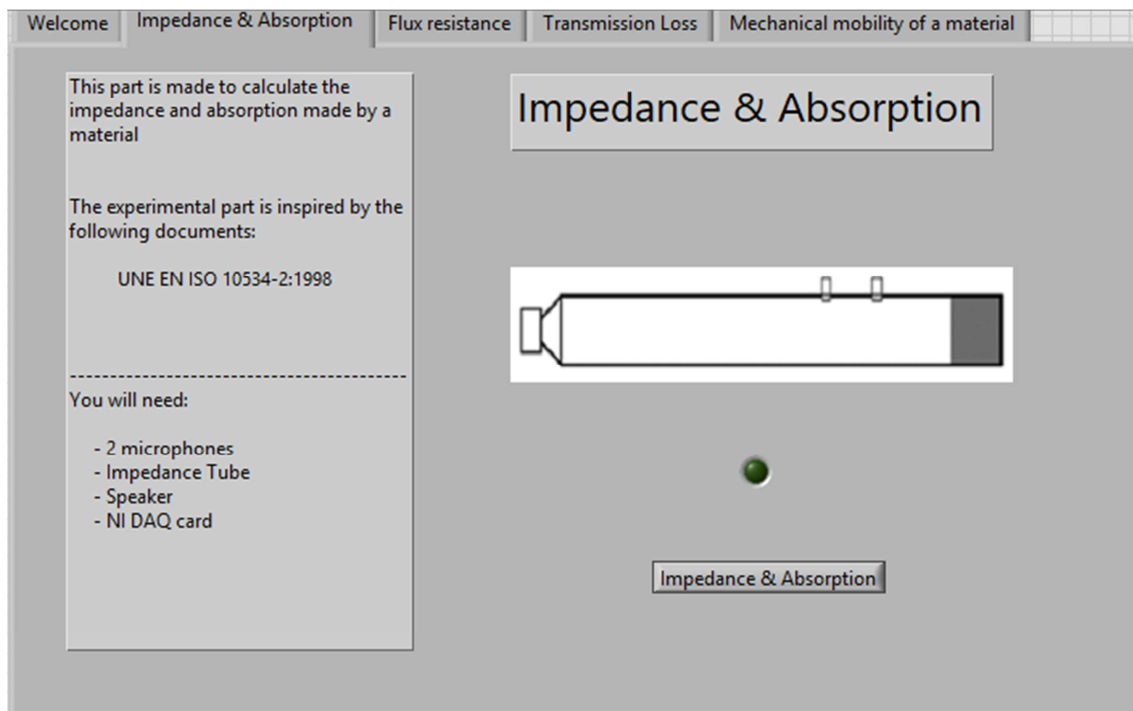 Welcome
Impedance & Absorption
Flux resistance
Transmission Loss
Mechanical mobility of a material
This part is made to calculate the
impedance and absorption made by a
material
The experimental part is inspired by the
following documents:
UNE EN ISO 10534-2:1998
-----------------------------------------
You will need:
- 2 microphones
- Impedance Tube
- Speaker
- NI DAQ card
Impedance & Absorption
Impedance & Absorption